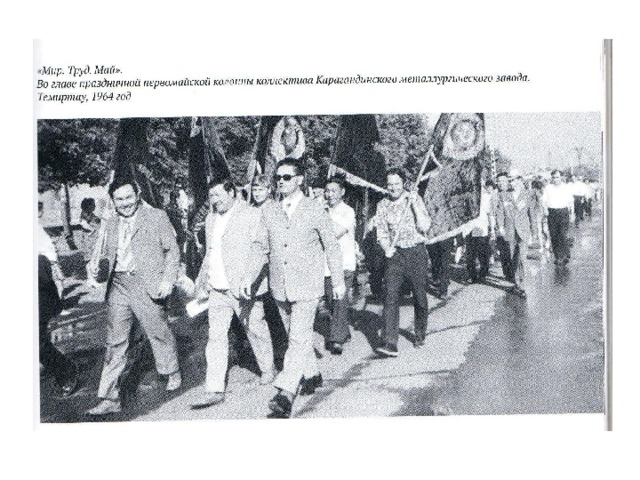 «Мир. Труд. Май».
Во главе праздничной первомайской колонны коллектива Карагандинского металлургического завода.
Темиртау, 1964 год